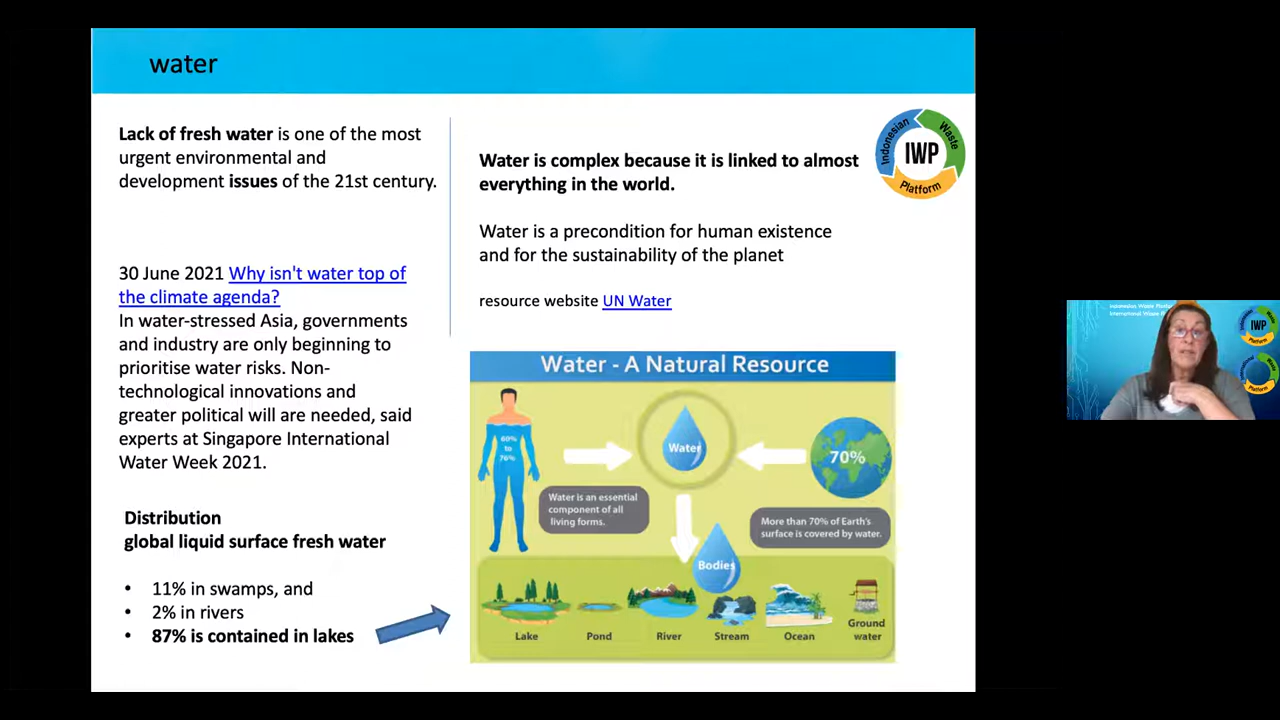 water
Lack of fresh water is one of the most
urgent environmental and
development issues of the 21st century.
30 June 2021 Why isn't water top of
the climate agenda?
In water-stressed Asia, governments
and industry are only beginning to
prioritise water risks. Non-
technological innovations and
greater political will are needed, said
experts at Singapore International
Water Week 2021.
Distribution
global liquid surface fresh water
• 11% in swamps, and
• 2% in rivers
• 87% is contained in lakes
Water is complex because it is linked to almost
everything in the world.
Water is a precondition for human existence
and for the sustainability of the planet
resource website UN Water
Indonesian
Waste
IWP
Platform
Water - A Natural Resource
60%
to
70%
Water
70%
Water is an essential
component of all
living forms.
More than 70% of Earth's
surface is covered by water.
Bodies
Lake
Pond
River
Stream
Ocean
Ground
water
IWP